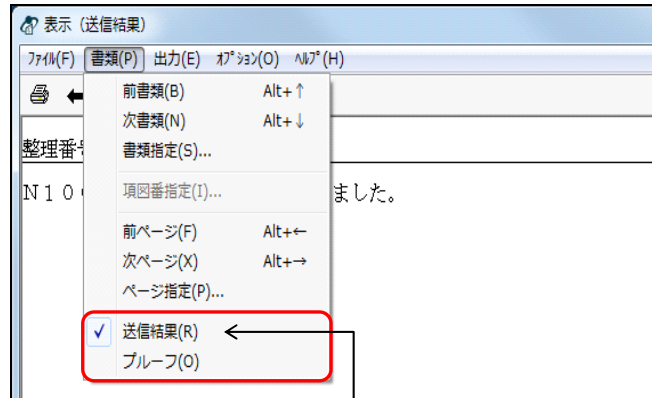 表示（送信結果）
ﾌｧｲﾙ(F) 書類(P) 出力(E) ｵﾌﾟｼｮﾝ(O) ﾍﾙﾌﾟ(H)
前書類(B) Alt+↑
次書類(N) Alt+↓
書類指定(S)...
整理番
項図番指定(I)...
Ｎ１０ ました。
前ページ(F) Alt+←
次ページ(X) Alt+→
ページ指定(P)...
✓ 送信結果(R)
プルーフ(O)